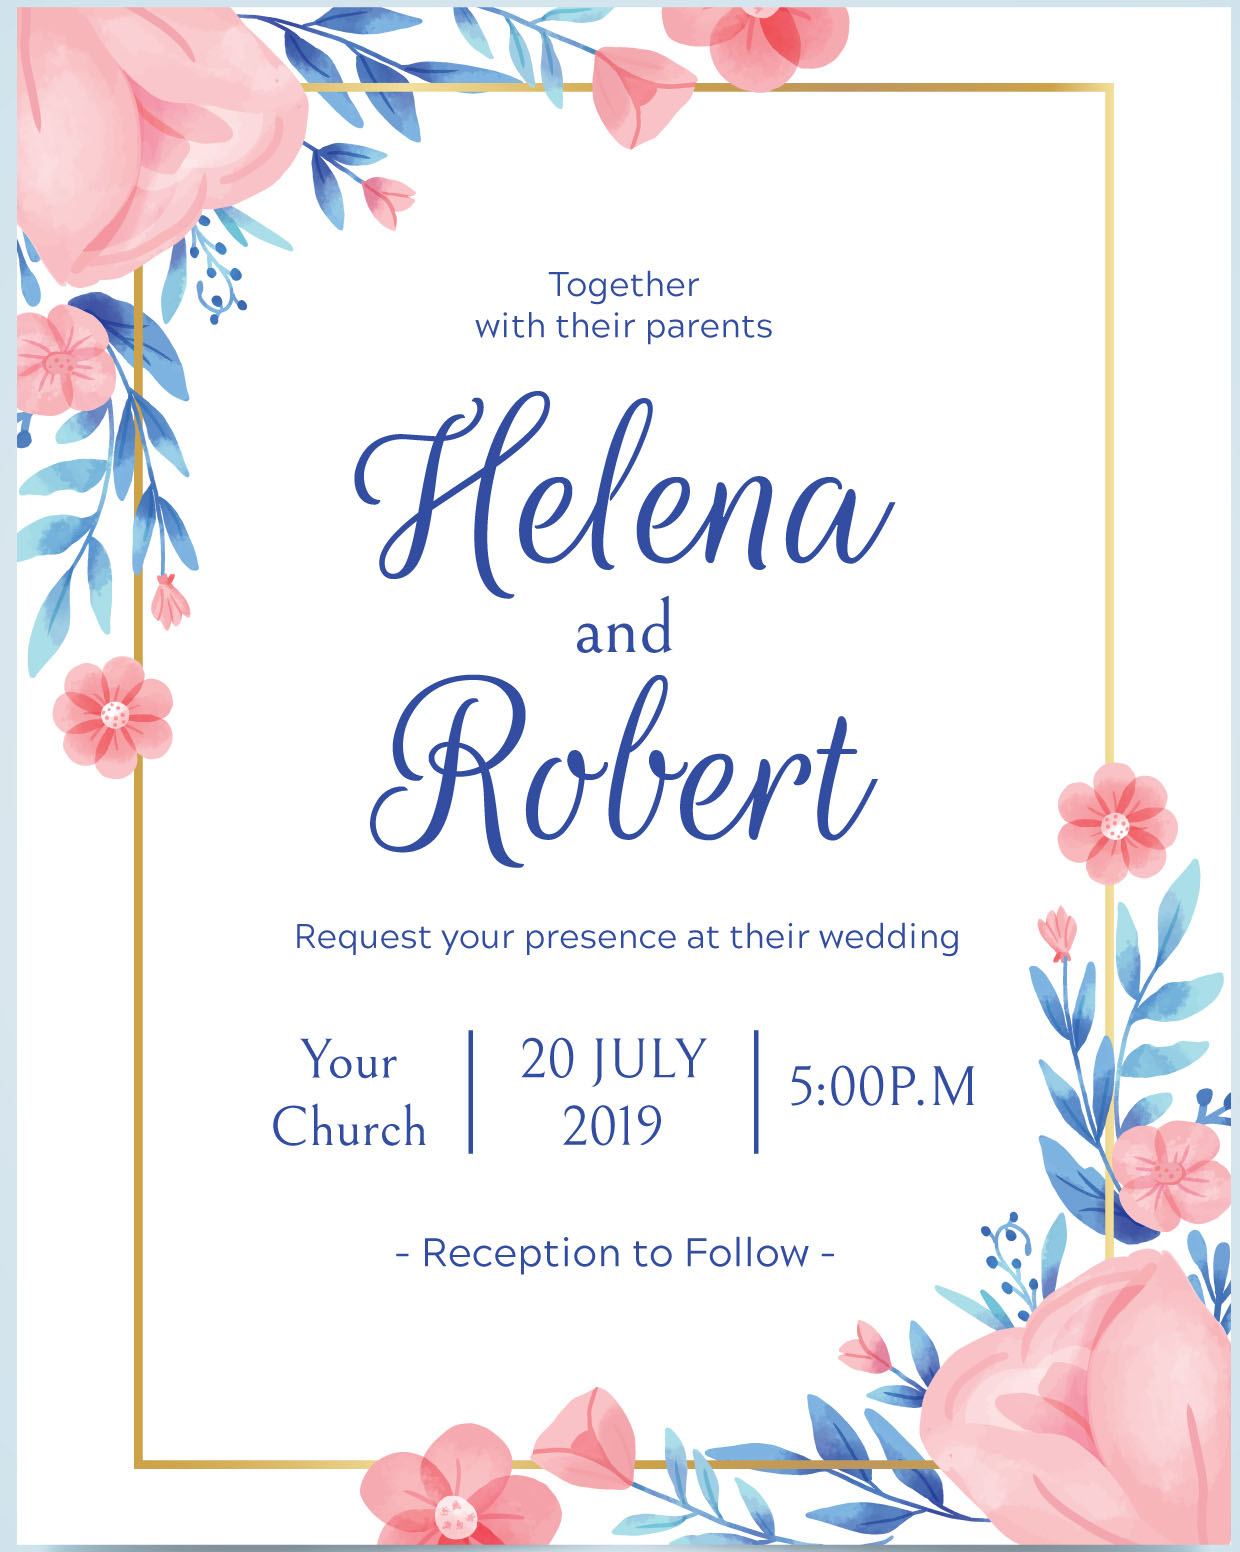 Together
with their parents
Helena
and
Robert
Request your presence at their wedding
Your
Church
20 JULY
2019
5:00P.M
- Reception to Follow -